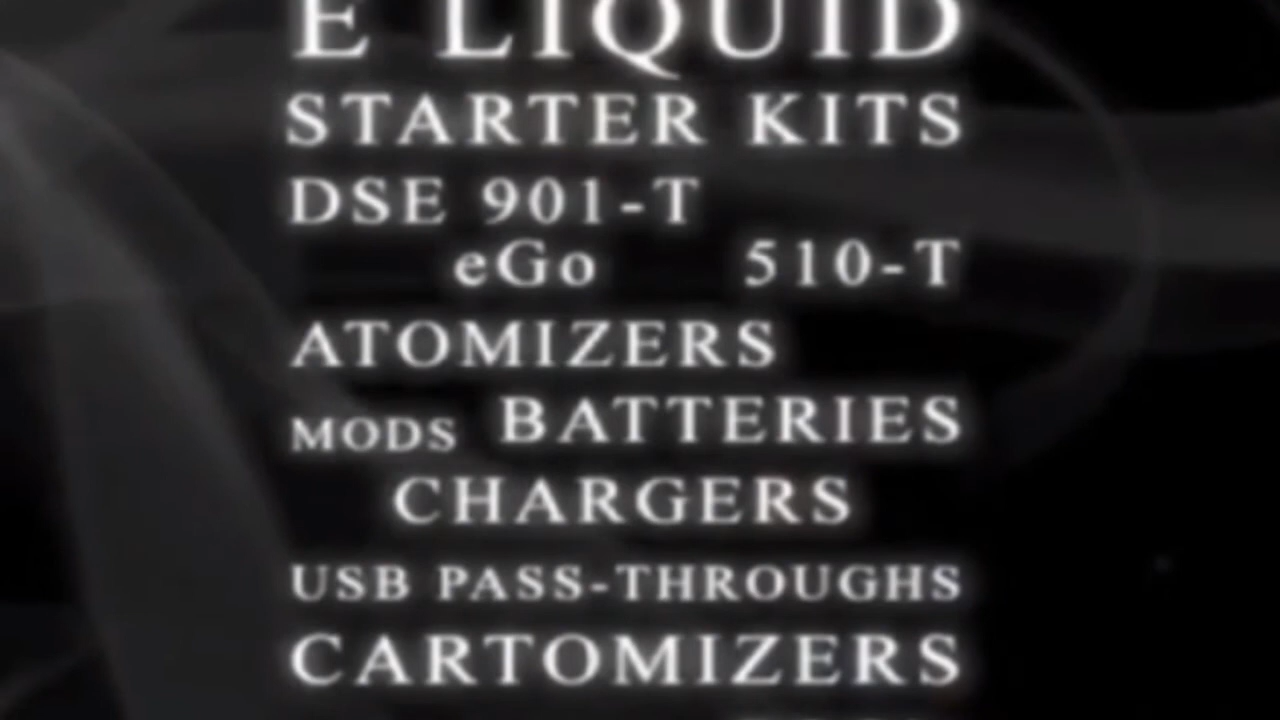 E LIQUID
STARTER KITS
DSE 901-T
eGo 510-T
ATOMIZERS
MODS BATTERIES
CHARGERS
USB PASS-THROUGHS
CARTOMIZERS